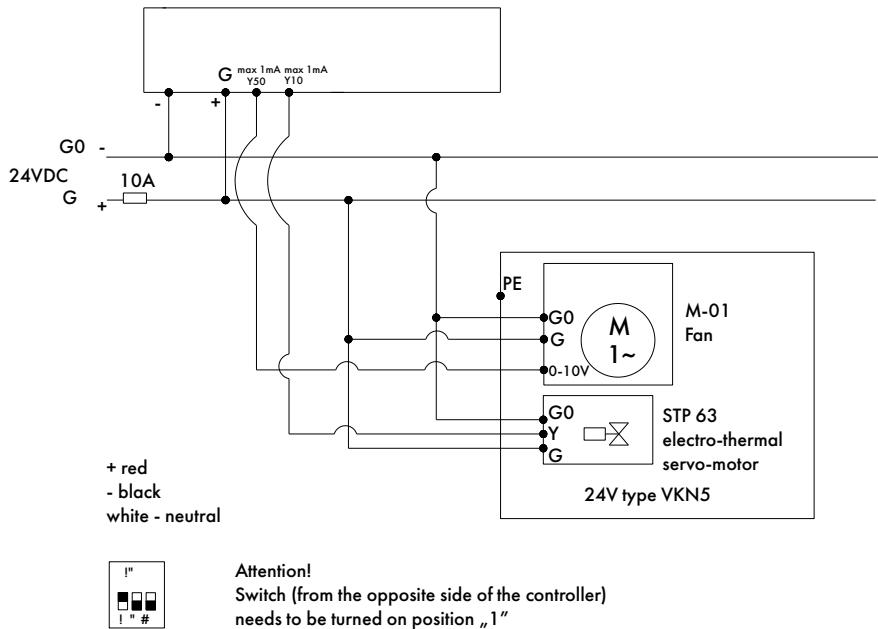 G max 1mA max 1mA
Y50 Y10
- +
G0 -
24VDC
10A
G +
PE
G0
G
0-10V
M
1~
M-01
Fan
G0
Y
G
STP 63
electro-thermal
servo-motor
24V type VKN5
+ red
- black
white - neutral
!"
! " #
Attention!
Switch (from the opposite side of the controller)
needs to be turned on position „1”